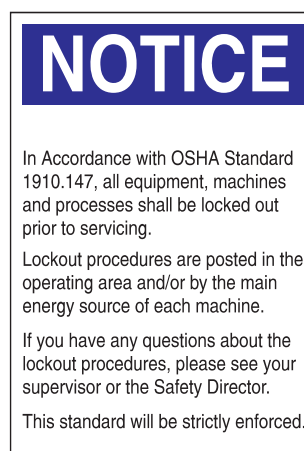 NOTICE
In Accordance with OSHA Standard
1910.147, all equipment, machines
and processes shall be locked out
prior to servicing.
Lockout procedures are posted in the
operating area and/or by the main
energy source of each machine.
If you have any questions about the
lockout procedures, please see your
supervisor or the Safety Director.
This standard will be strictly enforced.